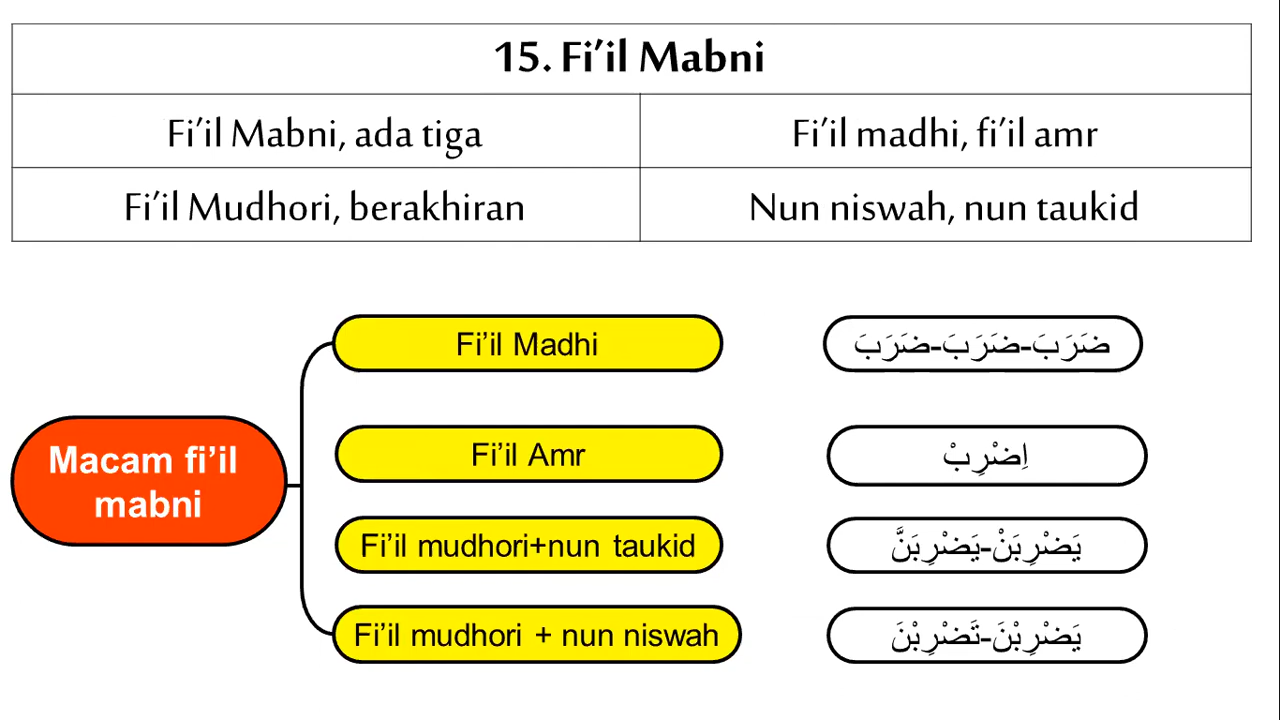 15. Fi’il Mabni
Fi’il Mabni, ada tiga
Fi’il madhi, fi’il amr
Fi’il Mudhori, berakhiran
Nun niswah, nun taukid
Macam fi’il
mabni
Fi’il Madhi
ضَرَبَ-ضَرَبَ-ضَرَبَ
Fi’il Amr
اِضْرِبْ
Fi’il mudhori+nun taukid
يَضْرِبَنْ-يَضْرِبَنَّ
Fi’il mudhori + nun niswah
يَضْرِبْنَ-تَضْرِبْنَ